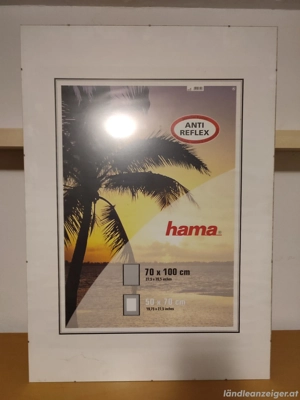 ANTI
REFLEX
hama
70 x 100 cm
50 x 70 cm
ländleanzeiger.at